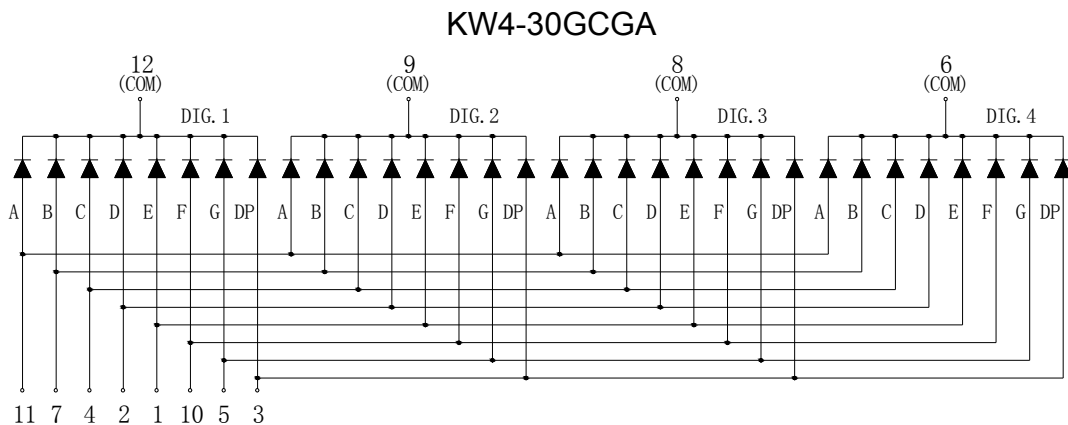 KW4-30GCGA
12 9 8 6
(COM) (COM) (COM) (COM)
DIG.1 DIG.2 DIG.3 DIG.4
A B C D E F G DP A B C D E F G DP A B C D E F G DP A B C D E F G DP
11 7 4 2 1 10 5 3